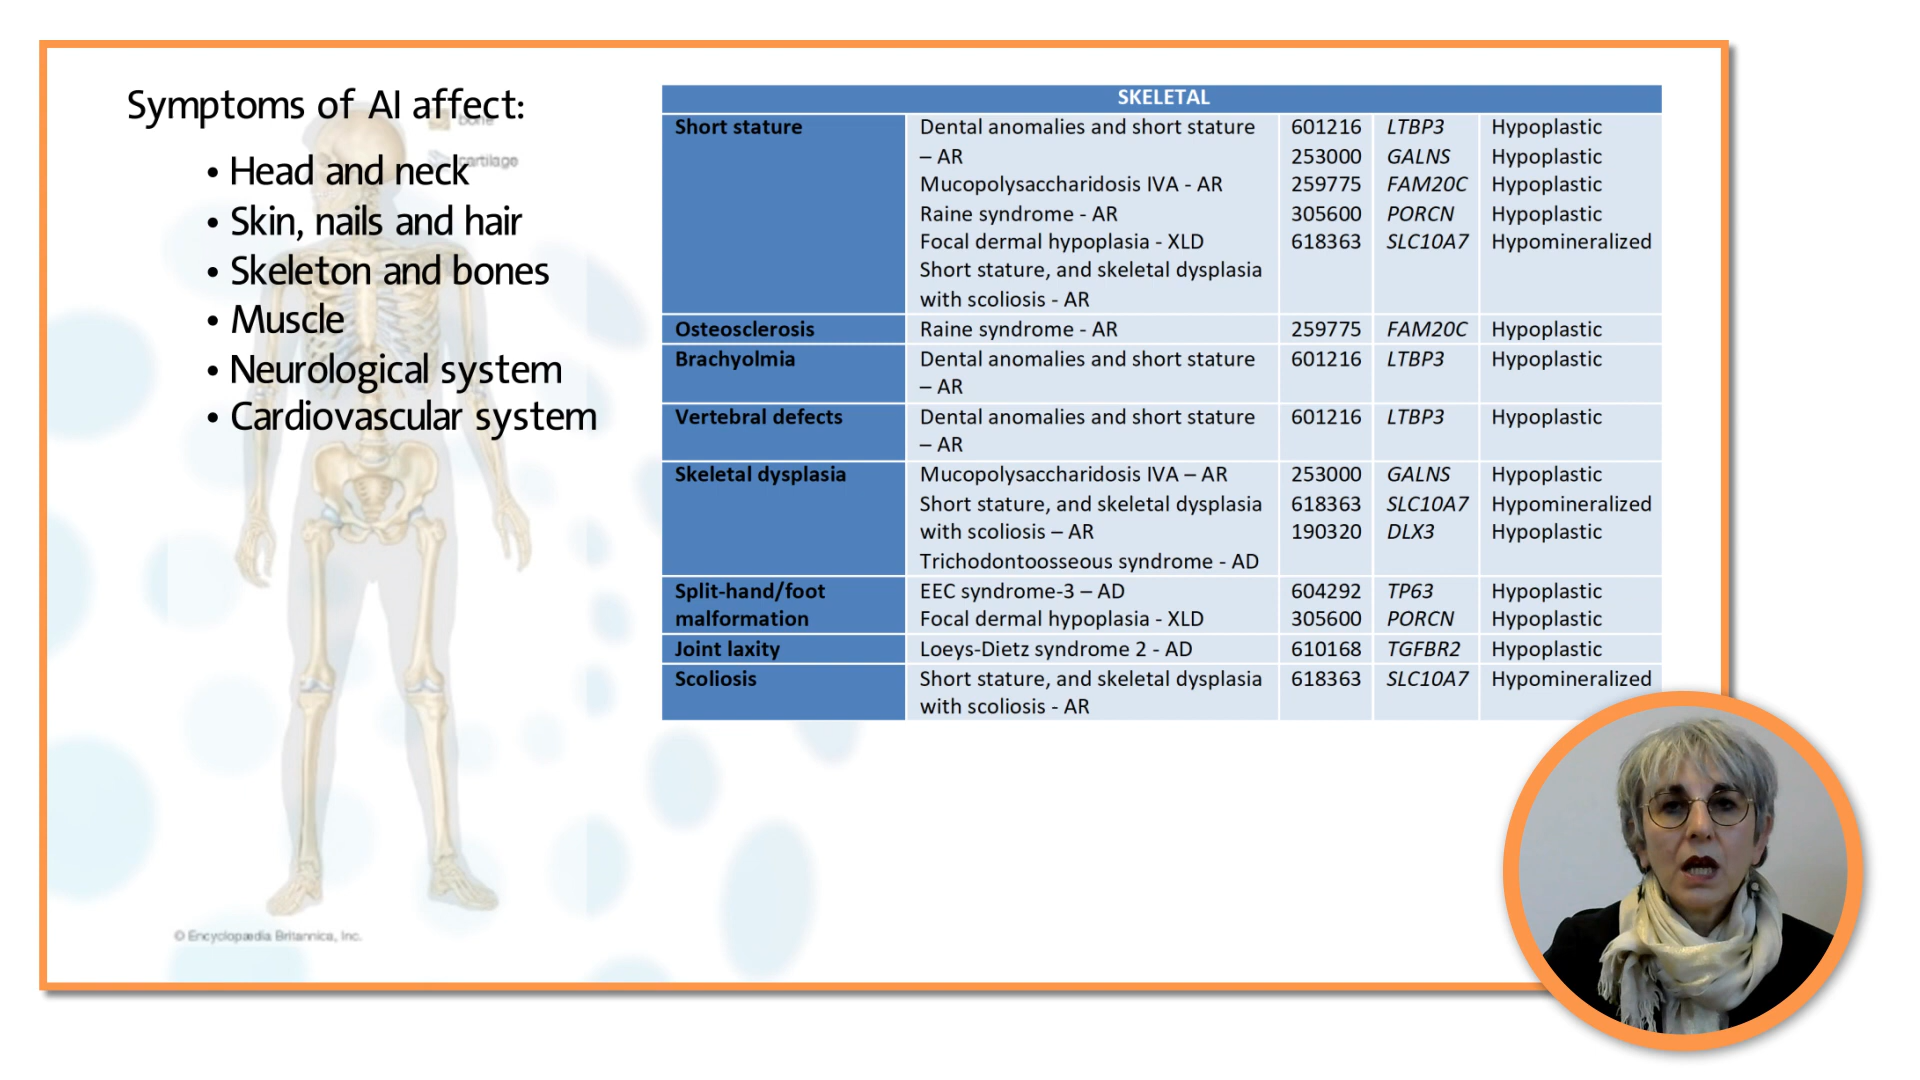 Symptoms of AI affect:
• Head and neck
• Skin, nails and hair
• Skeleton and bones
• Muscle
• Neurological system
• Cardiovascular system
bone
cartilage
© Encyclopædia Britannica, Inc.
SKELETAL
Short stature
Dental anomalies and short stature 601216 LTBP3 Hypoplastic
– AR 253000 GALNS Hypoplastic
Mucopolysaccharidosis IVA - AR 259775 FAM20C Hypoplastic
Raine syndrome - AR 305600 PORCN Hypoplastic
Focal dermal hypoplasia - XLD 618363 SLC10A7 Hypomineralized
Short stature, and skeletal dysplasia
with scoliosis - AR
Osteosclerosis Raine syndrome - AR 259775 FAM20C Hypoplastic
Brachyolmia Dental anomalies and short stature 601216 LTBP3 Hypoplastic
– AR
Vertebral defects Dental anomalies and short stature 601216 LTBP3 Hypoplastic
– AR
Skeletal dysplasia Mucopolysaccharidosis IVA – AR 253000 GALNS Hypoplastic
Short stature, and skeletal dysplasia 618363 SLC10A7 Hypomineralized
with scoliosis – AR 190320 DLX3 Hypoplastic
Trichodontoosseous syndrome - AD
Split-hand/foot EEC syndrome-3 – AD 604292 TP63 Hypoplastic
malformation Focal dermal hypoplasia - XLD 305600 PORCN Hypoplastic
Joint laxity Loeys-Dietz syndrome 2 - AD 610168 TGFBR2 Hypoplastic
Scoliosis Short stature, and skeletal dysplasia 618363 SLC10A7 Hypomineralized
with scoliosis - AR